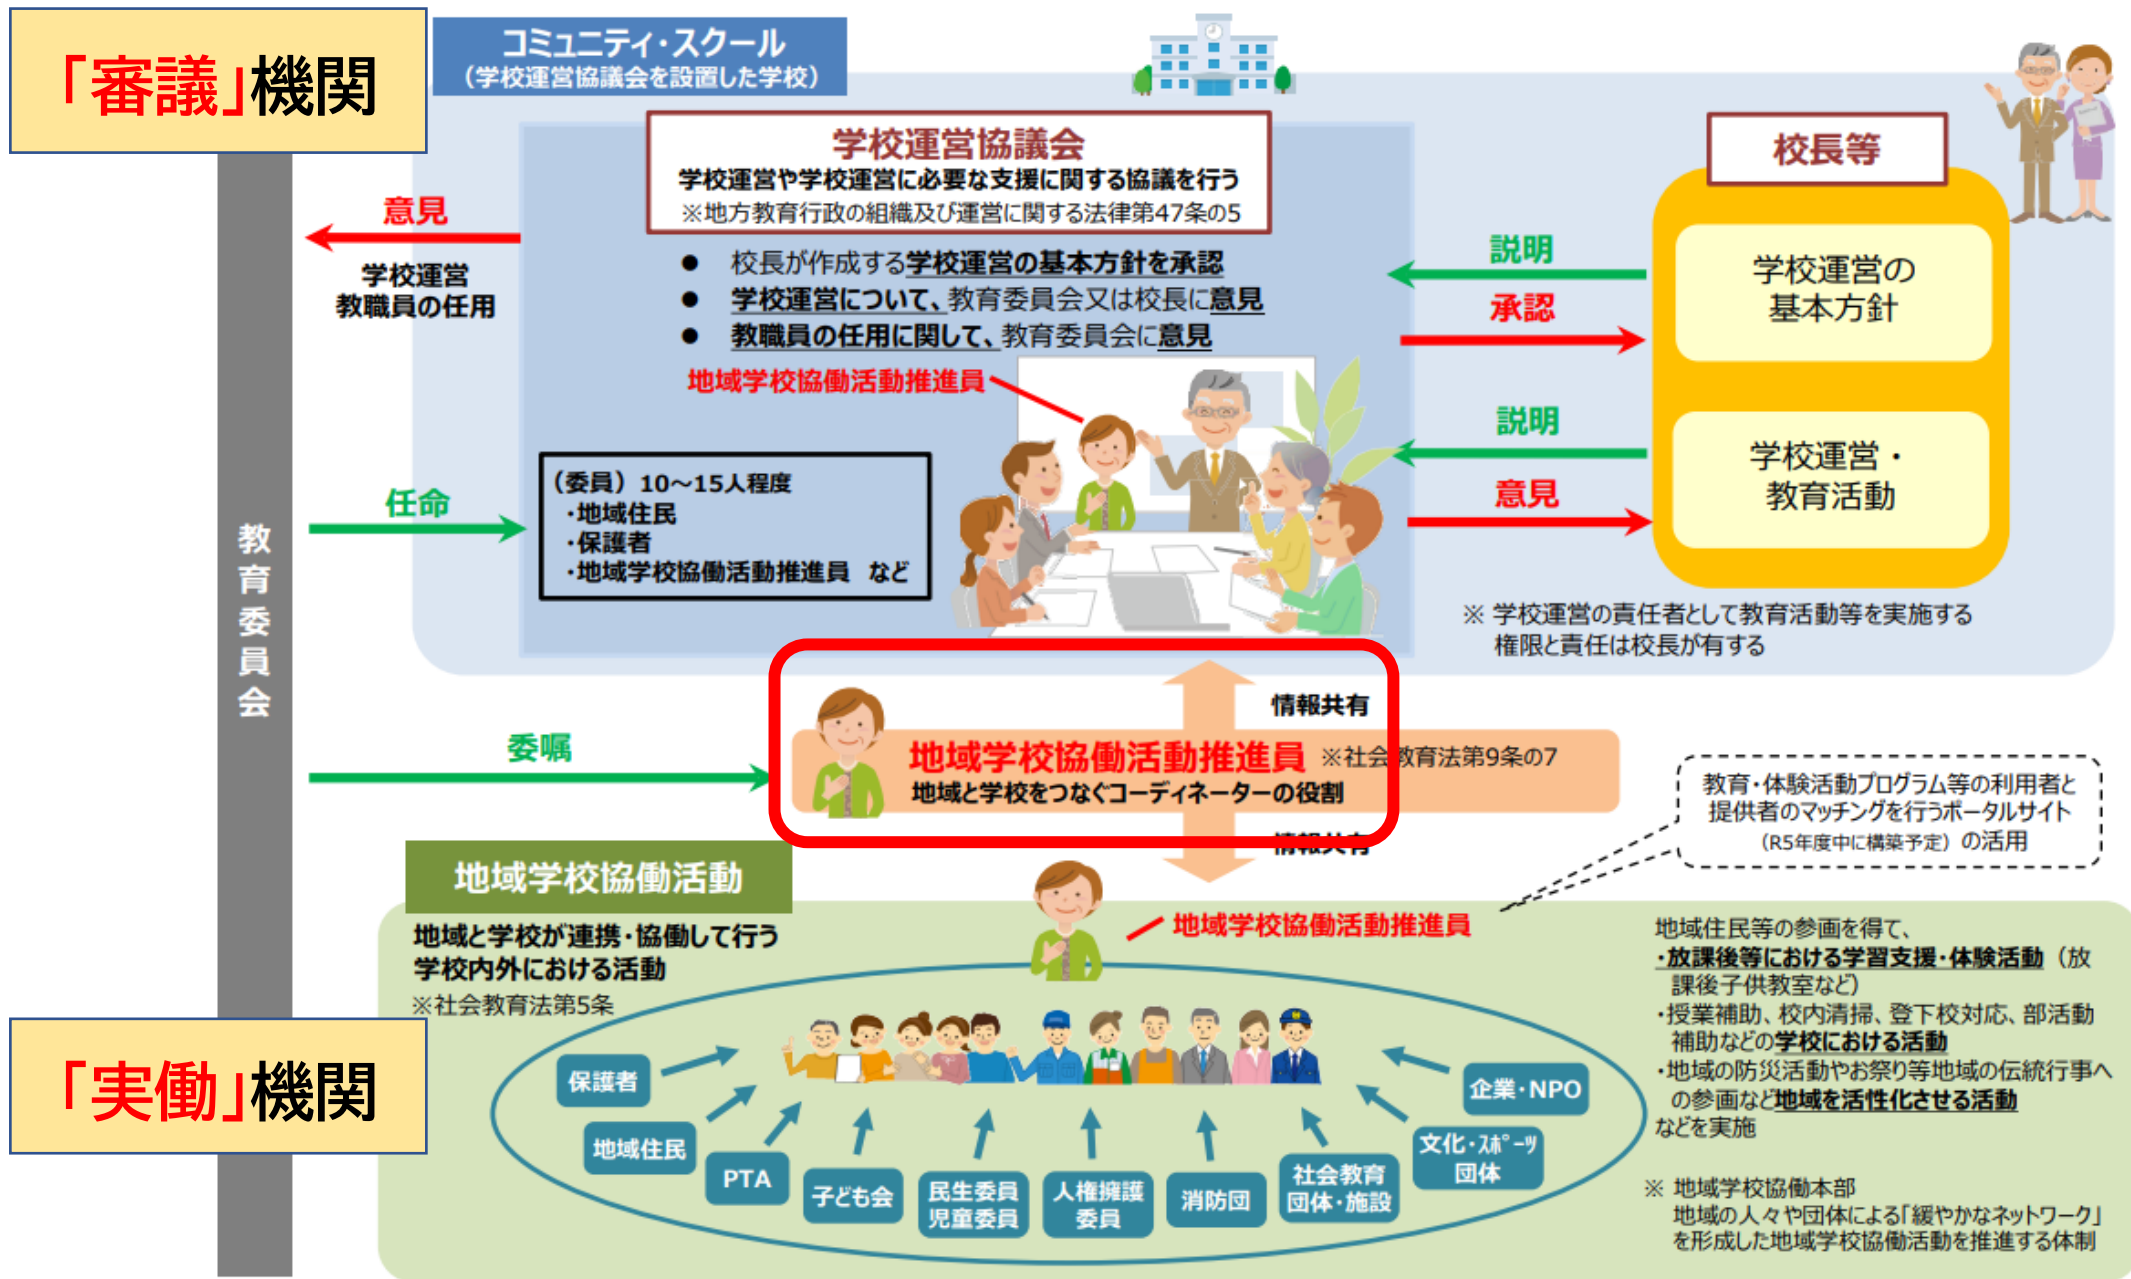 「審議」機関
コミュニティ・スクール
（学校運営協議会を設置した学校）
学校運営協議会
学校運営や学校運営に必要な支援に関する協議を行う
※地方教育行政の組織及び運営に関する法律第47条の5
● 校長が作成する学校運営の基本方針を承認
● 学校運営について、教育委員会又は校長に意見
● 教職員の任用に関して、教育委員会に意見
地域学校協働活動推進員
（委員）10～15人程度
・地域住民
・保護者
・地域学校協働活動推進員 など
意見
学校運営
教職員の任用
任命
教育委員会
校長等
説明
承認
学校運営の
基本方針
説明
意見
学校運営・
教育活動
※ 学校運営の責任者として教育活動等を実施する
権限と責任は校長が有する
情報共有
委嘱
地域学校協働活動推進員 ※社会教育法第9条の7
地域と学校をつなぐコーディネーターの役割
情報共有
教育・体験活動プログラム等の利用者と
提供者のマッチングを行うポータルサイト
（R5年度中に構築予定）の活用
地域学校協働活動
地域と学校が連携・協働して行う
学校内外における活動
※社会教育法第5条
地域学校協働活動推進員
「実働」機関
保護者
地域住民
PTA
子ども会
民生委員
児童委員
人権擁護
委員
消防団
社会教育
団体・施設
文化・スポーツ
団体
企業・NPO
地域住民等の参画を得て、
・放課後等における学習支援・体験活動（放
課後子供教室など）
・授業補助、校内清掃、登下校対応、部活動
補助などの学校における活動
・地域の防災活動やお祭り等地域の伝統行事へ
の参画など地域を活性化させる活動
などを実施
※ 地域学校協働本部
地域の人々や団体による「緩やかなネットワーク」
を形成した地域学校協働活動を推進する体制